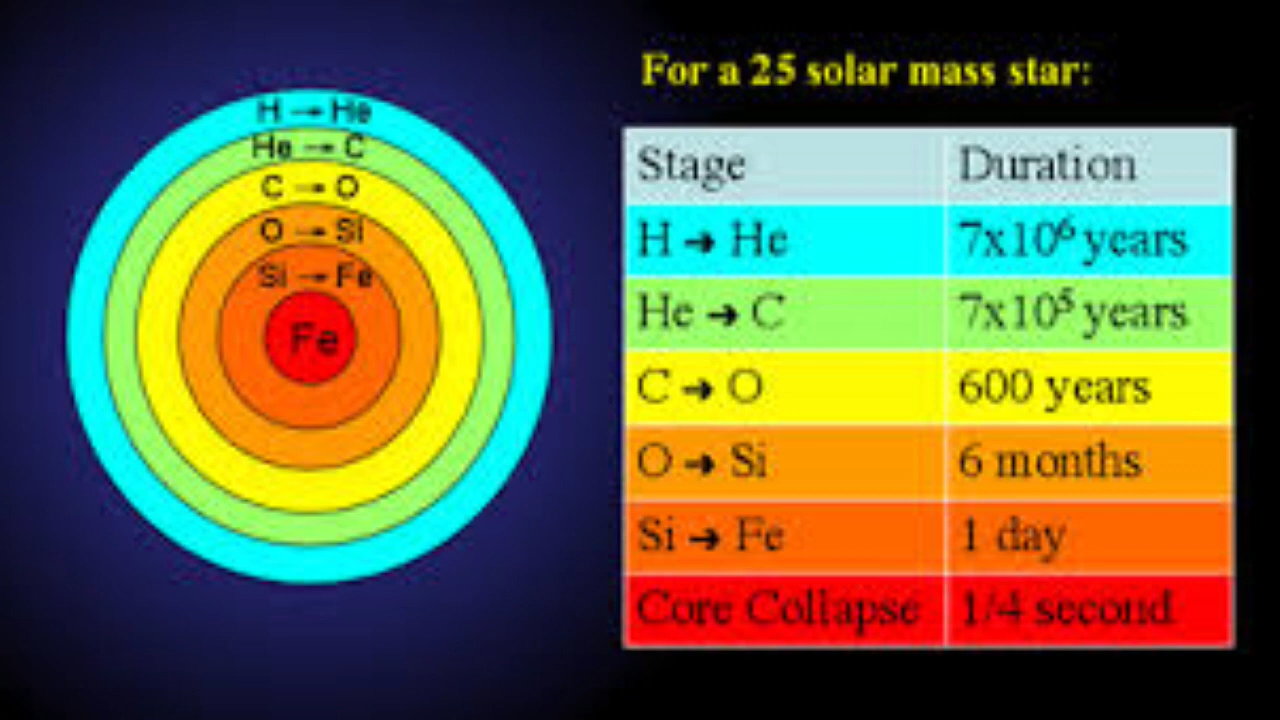 H → He
He → C
C → O
O → Si
Si → Fe
Fe
For a 25 solar mass star:
Stage Duration
H → He 7x10⁶ years
He → C 7x10⁵ years
C → O 600 years
O → Si 6 months
Si → Fe 1 day
Core Collapse 1/4 second